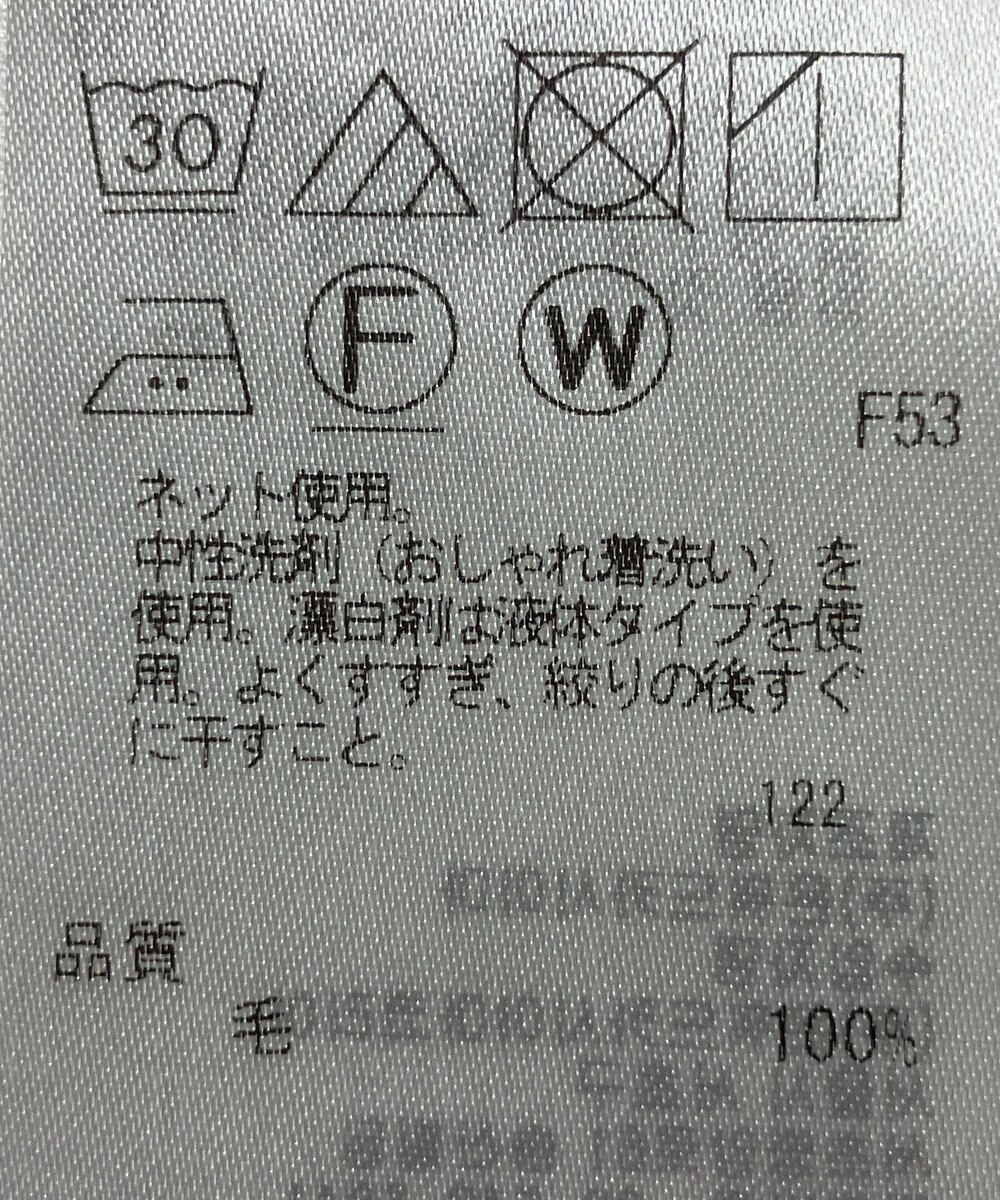 30
F
W
F53
ネット使用。
中性洗剤（おしゃれ着洗い）を
使用。漂白剤は液体タイプを使
用。よくすすぎ、絞りの後すぐ
に干すこと。
122
品質
毛 100%